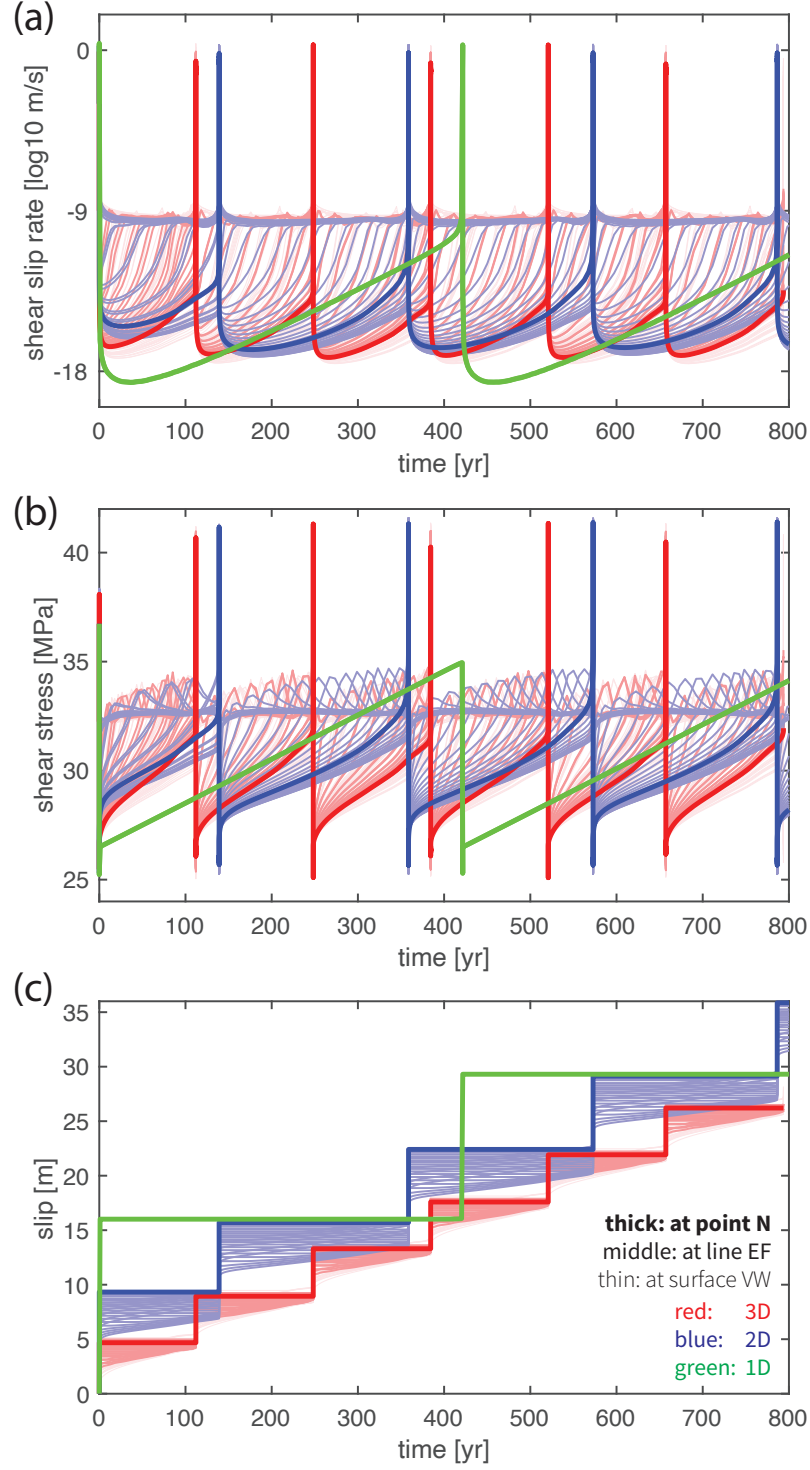 (a)
shear slip rate [log10 m/s]
0
-9
-18
0 100 200 300 400 500 600 700 800
time [yr]
(b)
shear stress [MPa]
40
35
30
25
0 100 200 300 400 500 600 700 800
time [yr]
(c)
slip [m]
35
30
25
20
15
10
5
0
thick: at point N
middle: at line EF
thin: at surface VW
red: 3D
blue: 2D
green: 1D
0 100 200 300 400 500 600 700 800
time [yr]